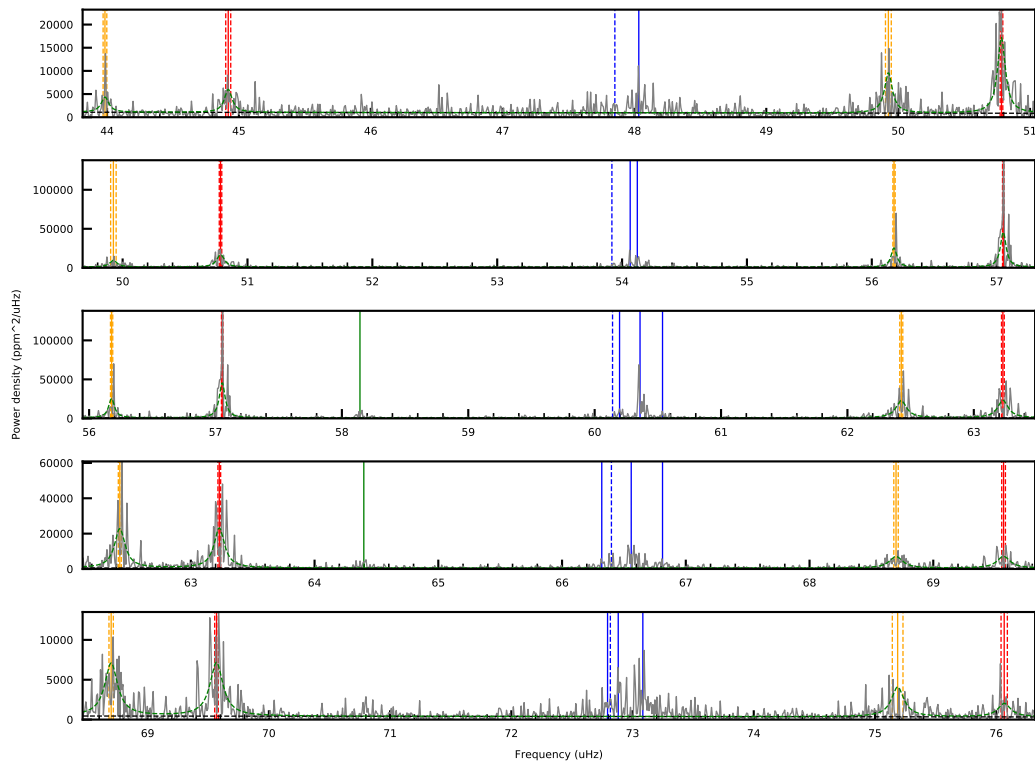 20000
15000
10000
5000
0
44 45 46 47 48 49 50 51
100000
50000
0
50 51 52 53 54 55 56 57
Power density (ppm^2/uHz)
100000
50000
0
56 57 58 59 60 61 62 63
60000
40000
20000
0
63 64 65 66 67 68 69
10000
5000
0
69 70 71 72 73 74 75 76
Frequency (uHz)